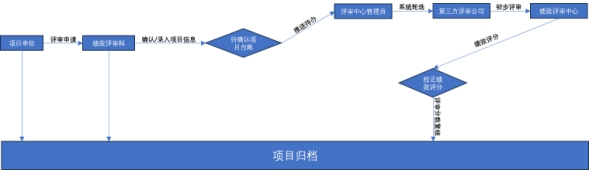 评审中心管理员
系统轮选
第三方评审公司
初步评审
绩效评审中心
推送待办
项目单位
评审申请
绩效评审科
确认/录入项目信息
待确认项
目台账
绩效评分
校正绩
效评分
评审分数复核
项目归档